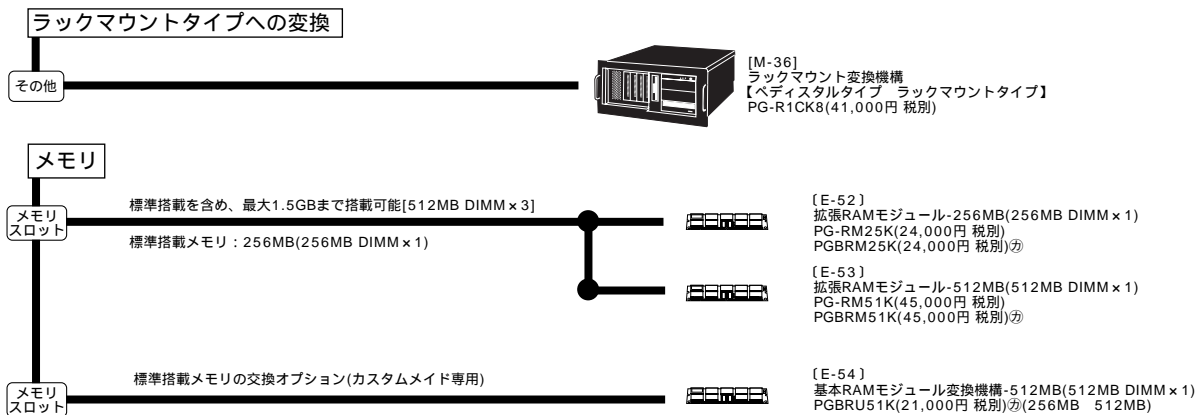 ラックマウントタイプへの変換
その他
[M-36]
ラックマウント変換機構
【ペディスタルタイプ　ラックマウントタイプ】
PG-R1CK8(41,000円 税別)
メモリ
メモリ
スロット
標準搭載を含め、最大1.5GBまで搭載可能[512MB DIMM×3]
標準搭載メモリ：256MB(256MB DIMM×1)
〔E-52〕
拡張RAMモジュール-256MB(256MB DIMM×1)
PG-RM25K(24,000円 税別)
PGBRM25K(24,000円 税別)㋕
〔E-53〕
拡張RAMモジュール-512MB(512MB DIMM×1)
PG-RM51K(45,000円 税別)
PGBRM51K(45,000円 税別)㋕
メモリ
スロット
標準搭載メモリの交換オプション(カスタムメイド専用)
〔E-54〕
基本RAMモジュール変換機構-512MB(512MB DIMM×1)
PGBRU51K(21,000円 税別)㋕(256MB　512MB)